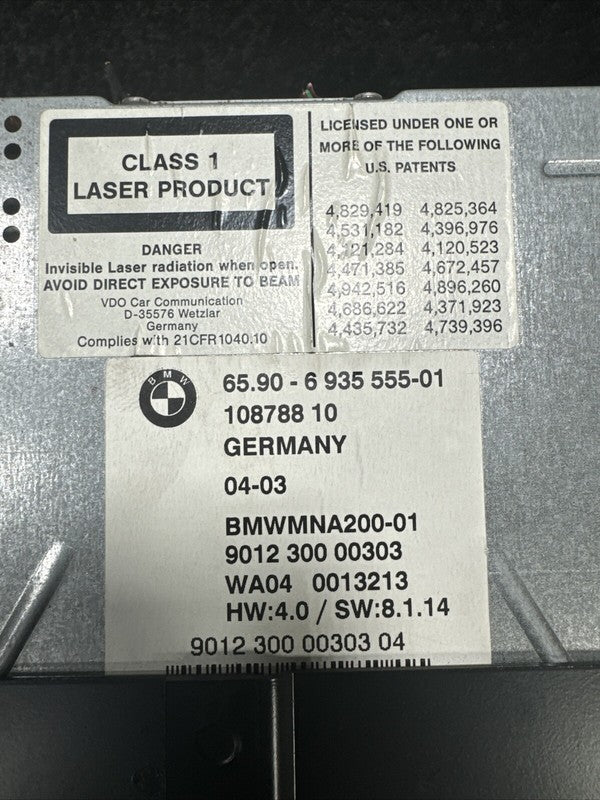 CLASS 1
LASER PRODUCT
DANGER
Invisible Laser radiation when open.
AVOID DIRECT EXPOSURE TO BEAM
VDO Car Communication
D-35576 Wetzlar
Germany
Complies with 21CFR1040.10
LICENSED UNDER ONE OR
MORE OF THE FOLLOWING
U.S. PATENTS
4,829,419 4,825,364
4,531,182 4,396,976
4,121,284 4,120,523
4,471,385 4,672,457
4,942,516 4,896,260
4,686,622 4,371,923
4,435,732 4,739,396
BMW
65.90 - 6 935 555-01
108788 10
GERMANY
04-03
BMWMNA200-01
9012 300 00303
WA04 0013213
HW:4.0 / SW:8.1.14
9012 300 00303 04